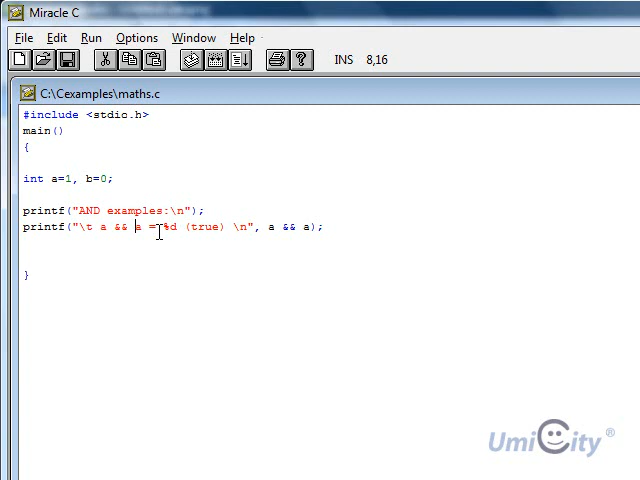 Miracle C
File Edit Run Options Window Help
INS 8,16
C:\Cexamples\maths.c
#include <stdio.h>
main()
{
int a=1, b=0;
printf("AND examples:\n");
printf("\t a && a = %d (true) \n", a && a);
}
UmiCity ®